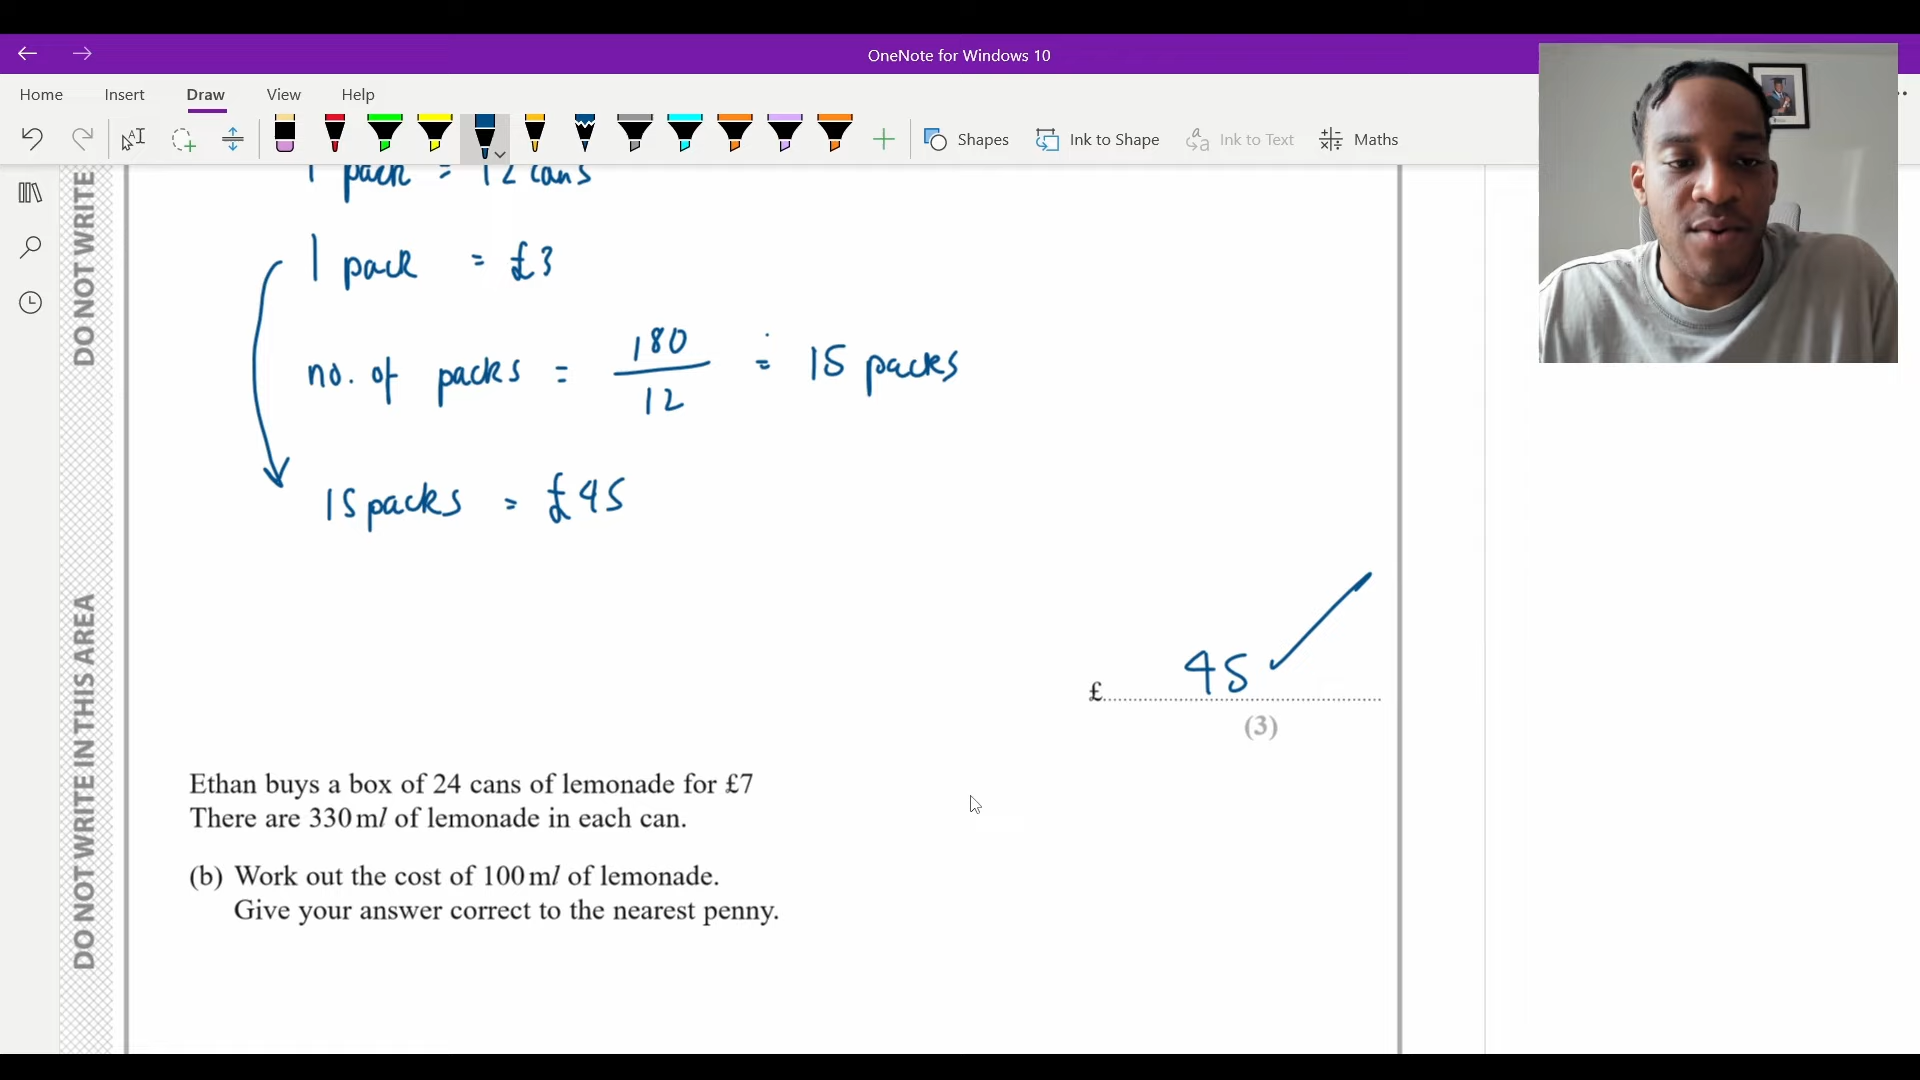 OneNote for Windows 10
Home Insert Draw View Help
Shapes Ink to Shape Ink to Text Maths
1 pack = 12 cans
1 pack = £3
no. of packs = 180/12 = 15 packs
15 packs = £45
45
£
(3)
Ethan buys a box of 24 cans of lemonade for £7
There are 330 ml of lemonade in each can.
(b) Work out the cost of 100 ml of lemonade.
Give your answer correct to the nearest penny.
DO NOT WRITE
DO NOT WRITE IN THIS AREA